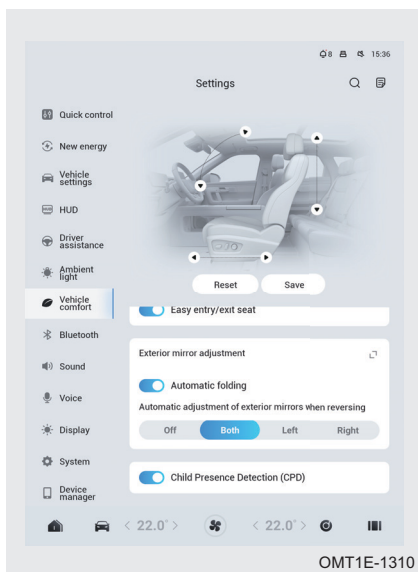 8 15:36
Settings
Quick control
New energy
Vehicle
settings
HUD
Driver
assistance
Ambient
light
Vehicle
comfort
Bluetooth
Sound
Voice
Display
System
Device
manager
Reset Save
Easy entry/exit seat
Exterior mirror adjustment
Automatic folding
Automatic adjustment of exterior mirrors when reversing
Off Both Left Right
Child Presence Detection (CPD)
< 22.0° > < 22.0° >
OMT1E-1310